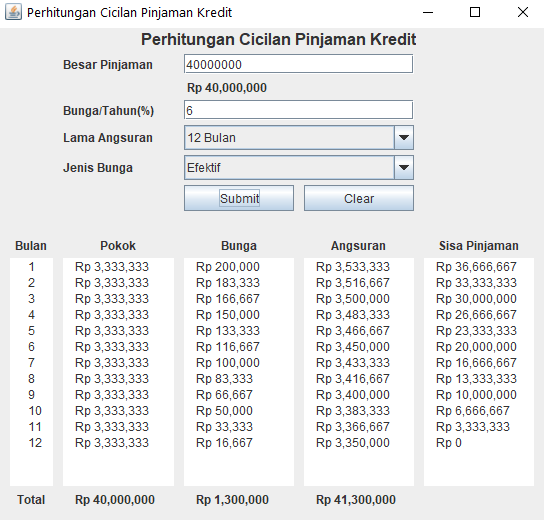 Perhitungan Cicilan Pinjaman Kredit
Perhitungan Cicilan Pinjaman Kredit
Besar Pinjaman 40000000
Rp 40,000,000
Bunga/Tahun(%) 6
Lama Angsuran 12 Bulan
Jenis Bunga Efektif
Submit Clear
Bulan Pokok Bunga Angsuran Sisa Pinjaman
1 Rp 3,333,333 Rp 200,000 Rp 3,533,333 Rp 36,666,667
2 Rp 3,333,333 Rp 183,333 Rp 3,516,667 Rp 33,333,333
3 Rp 3,333,333 Rp 166,667 Rp 3,500,000 Rp 30,000,000
4 Rp 3,333,333 Rp 150,000 Rp 3,483,333 Rp 26,666,667
5 Rp 3,333,333 Rp 133,333 Rp 3,466,667 Rp 23,333,333
6 Rp 3,333,333 Rp 116,667 Rp 3,450,000 Rp 20,000,000
7 Rp 3,333,333 Rp 100,000 Rp 3,433,333 Rp 16,666,667
8 Rp 3,333,333 Rp 83,333 Rp 3,416,667 Rp 13,333,333
9 Rp 3,333,333 Rp 66,667 Rp 3,400,000 Rp 10,000,000
10 Rp 3,333,333 Rp 50,000 Rp 3,383,333 Rp 6,666,667
11 Rp 3,333,333 Rp 33,333 Rp 3,366,667 Rp 3,333,333
12 Rp 3,333,333 Rp 16,667 Rp 3,350,000 Rp 0
Total Rp 40,000,000 Rp 1,300,000 Rp 41,300,000